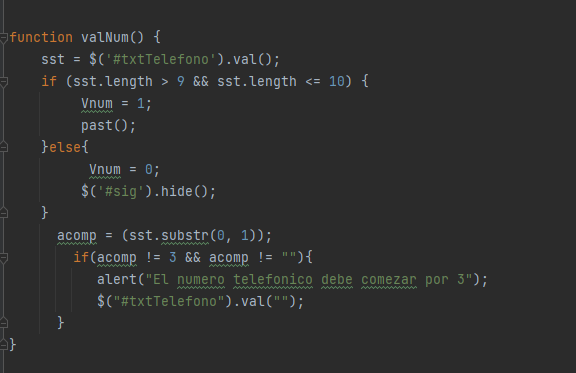 function valNum() {
sst = $('#txtTelefono').val();
if (sst.length > 9 && sst.length <= 10) {
Vnum = 1;
past();
}else{
Vnum = 0;
$('#sig').hide();
}
acomp = (sst.substr(0, 1));
if(acomp != 3 && acomp != ""){
alert("El numero telefonico debe comezar por 3");
$("#txtTelefono").val("");
}
}